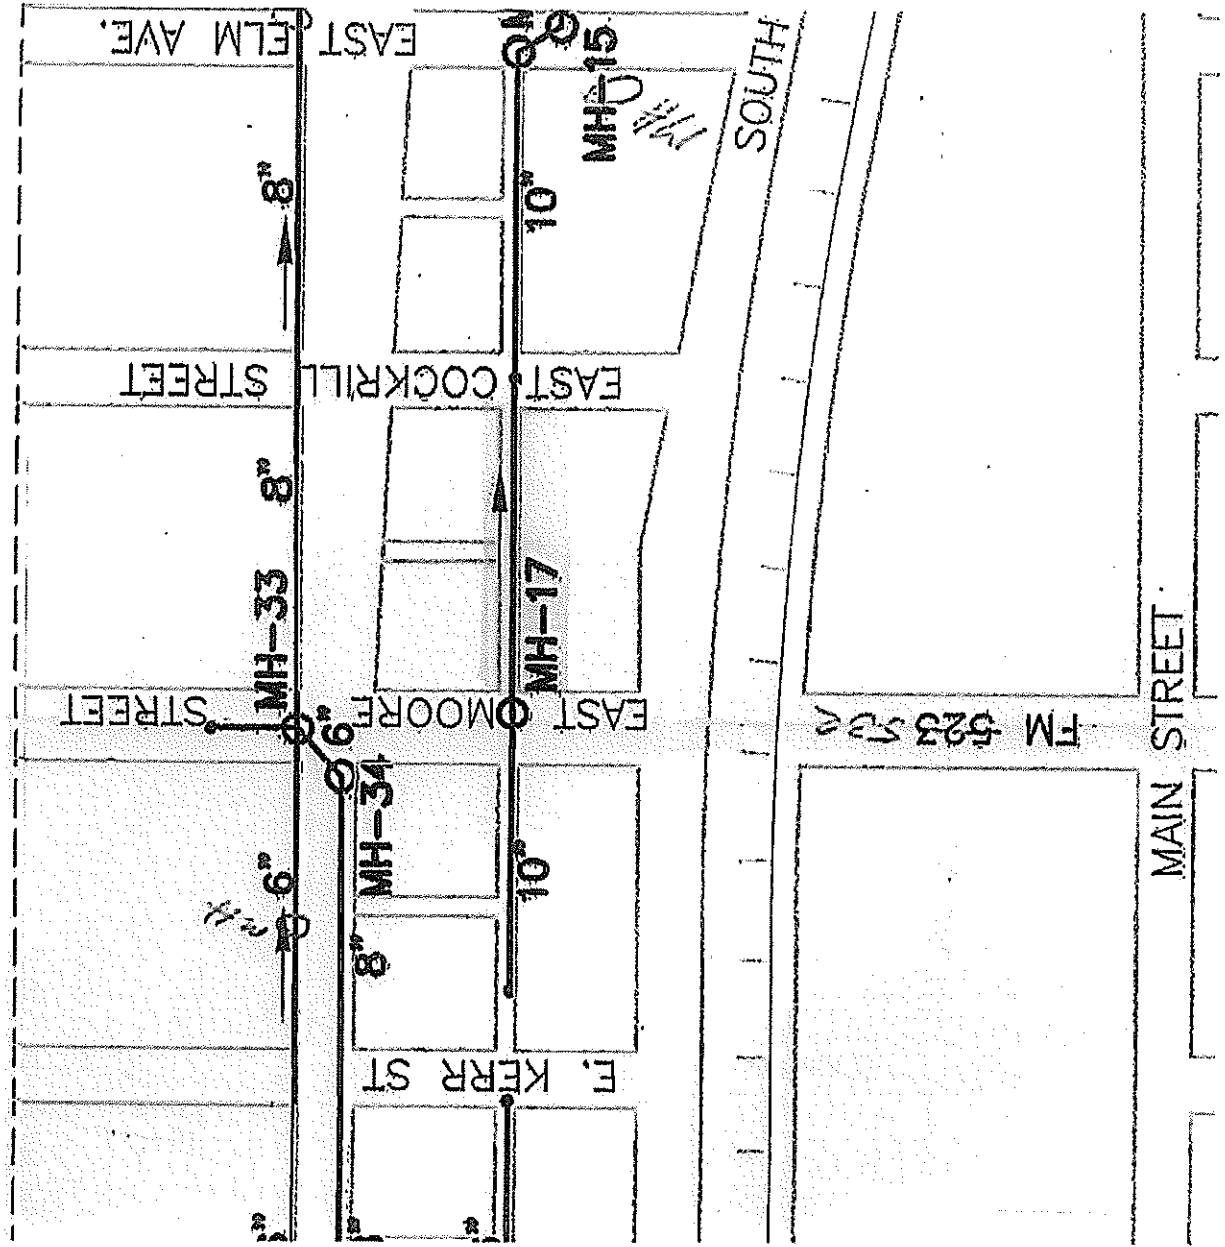 EAST ELM AVE.
MH-15
MH
SOUTH
8"
10"
EAST COCKRILL STREET
8"
MH-33
MH-17
EAST MOORE STREET
6"
MH-34
FM 523
MAIN STREET
6"
10"
8"
E. KERR ST